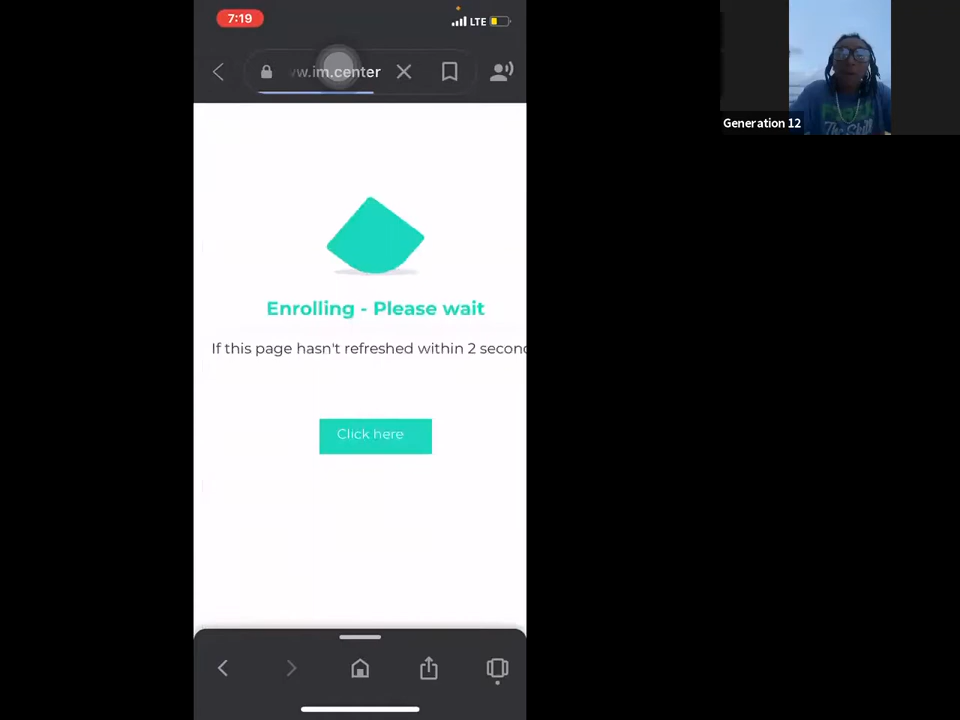 7:19
LTE
w.im.center
Generation 12
Enrolling - Please wait
If this page hasn't refreshed within 2 secon
Click here